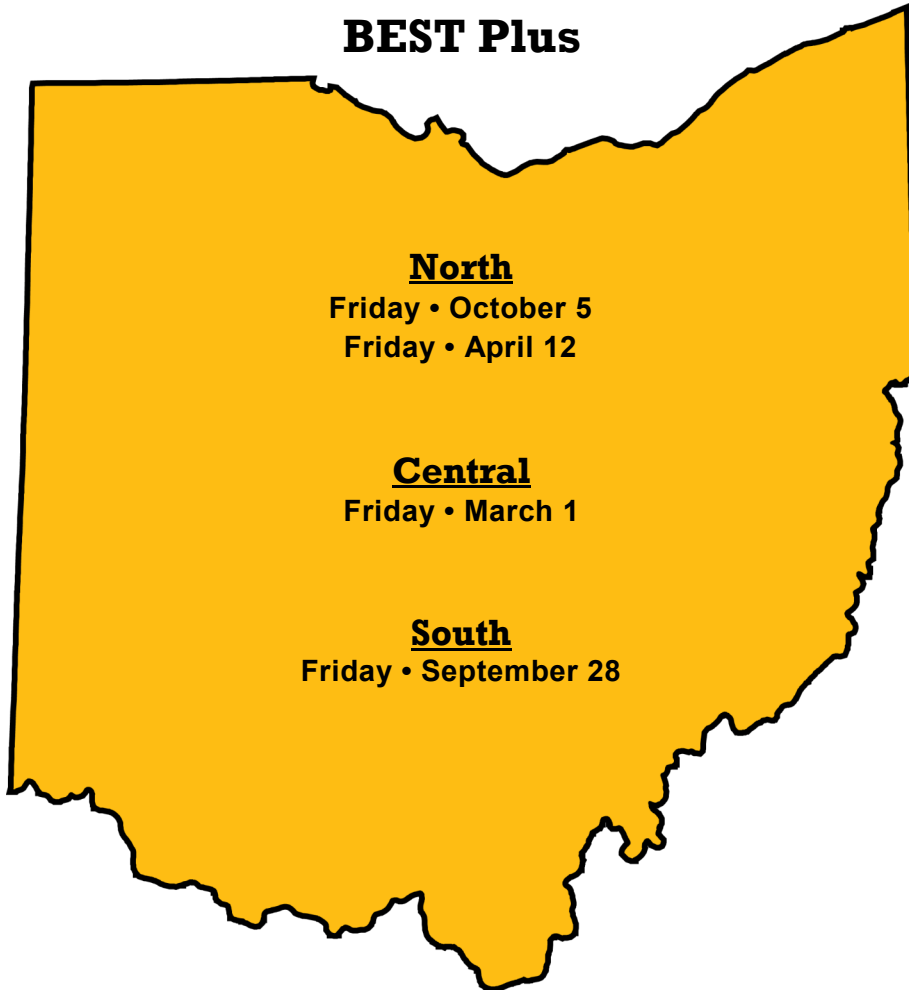 BEST Plus
North
Friday • October 5
Friday • April 12
Central
Friday • March 1
South
Friday • September 28